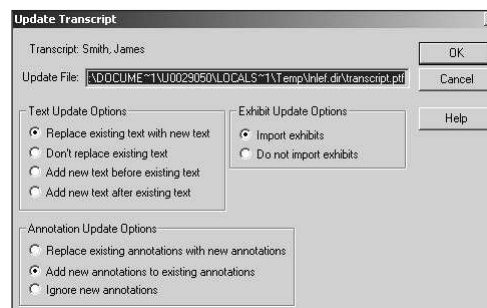 Update Transcript
Transcript: Smith, James
OK
Update File: :\DOCUME~1\U0029050\LOCALS~1\Temp\Inlef.dir\transcript.ptf
Cancel
Help
Text Update Options
Replace existing text with new text
Don't replace existing text
Add new text before existing text
Add new text after existing text
Exhibit Update Options
Import exhibits
Do not import exhibits
Annotation Update Options
Replace existing annotations with new annotations
Add new annotations to existing annotations
Ignore new annotations